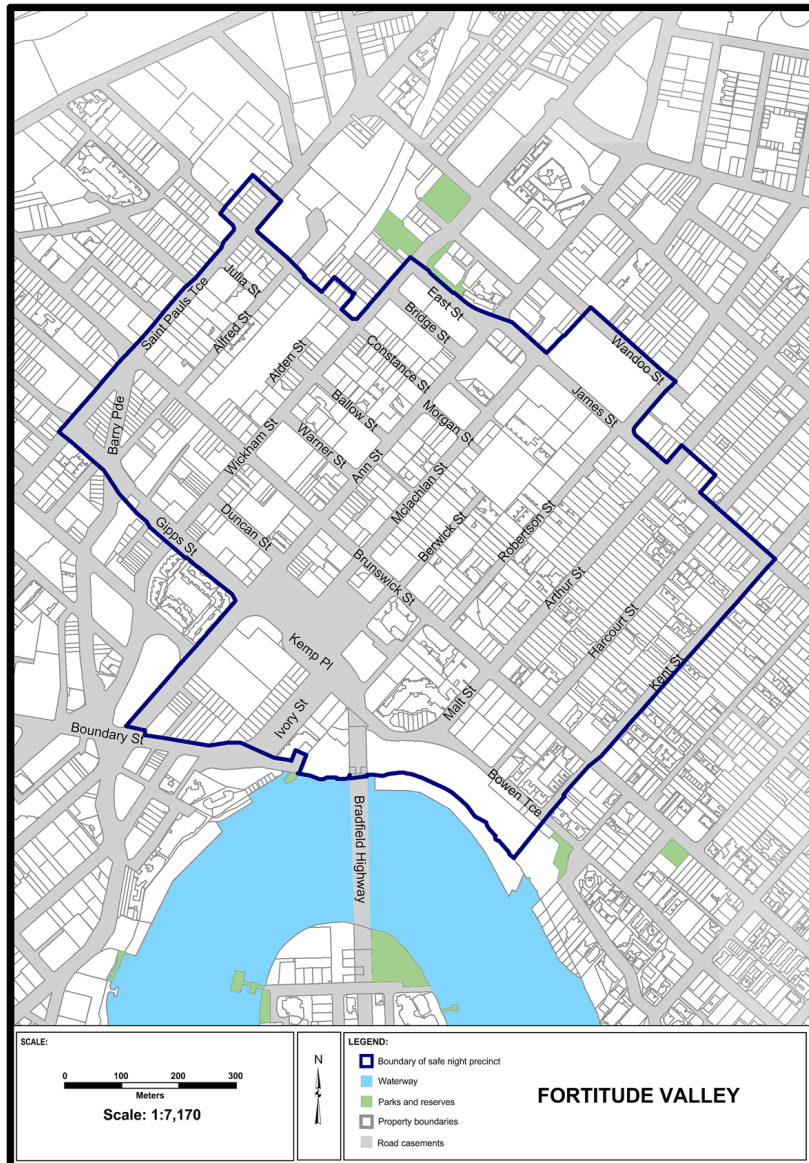 East St
Julia St
Bridge St
Saint Pauls Tce
Wandoo St
Alfred St
Alden St
Constance St
James St
Barry Pde
Ballow St
Morgan St
Wickham St
Warner St
Ann St
Mclachlan St
Duncan St
Gipps St
Berwick St
Robertson St
Brunswick St
Arthur St
Harcourt St
Kemp Pl
Kent St
Malt St
Ivory St
Boundary St
Bowen Tce
Bradfield Highway
SCALE:
0 100 200 300
Meters
Scale: 1:7,170
N
LEGEND:
Boundary of safe night precinct
Waterway
Parks and reserves
Property boundaries
Road casements
FORTITUDE VALLEY